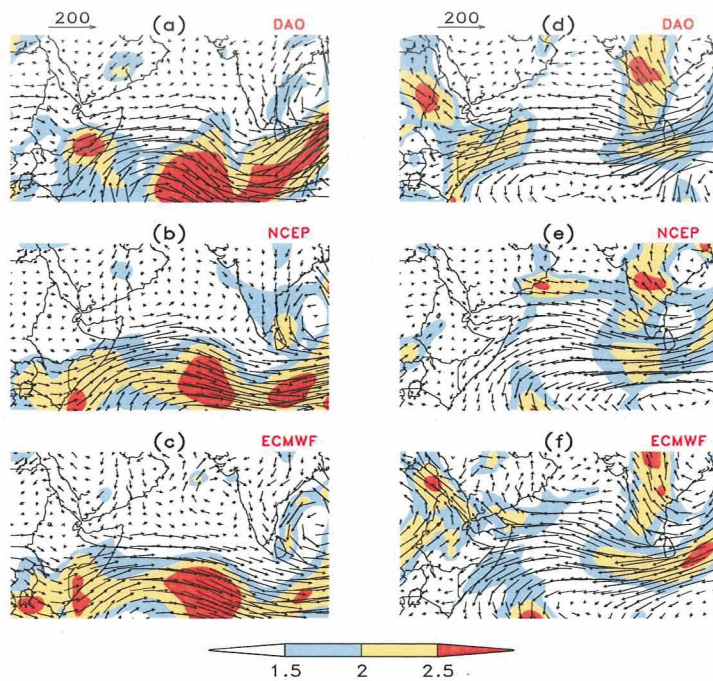 200 (a) DAO
200 (d) DAO
(b) NCEP
(e) NCEP
(c) ECMWF
(f) ECMWF
1.5 2 2.5